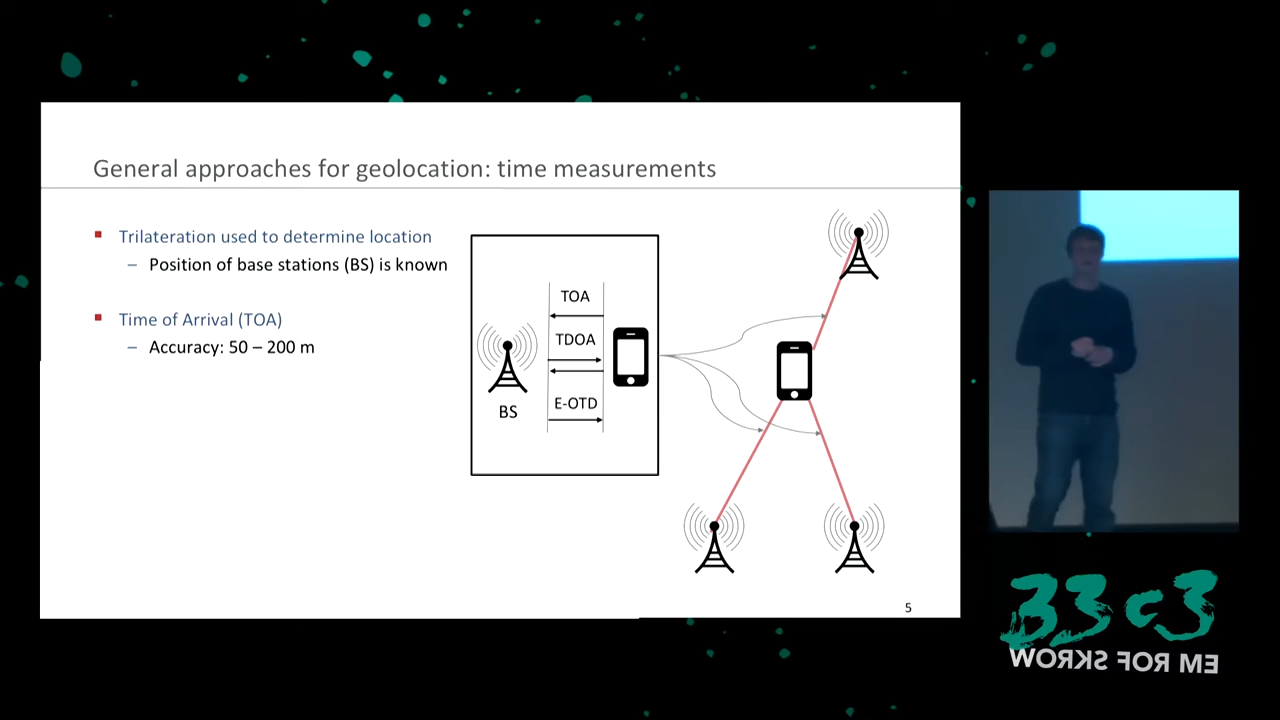 General approaches for geolocation: time measurements
Trilateration used to determine location
– Position of base stations (BS) is known
Time of Arrival (TOA)
– Accuracy: 50 – 200 m
TOA
TDOA
E-OTD
BS
5
33c3
WORKS FOR ME